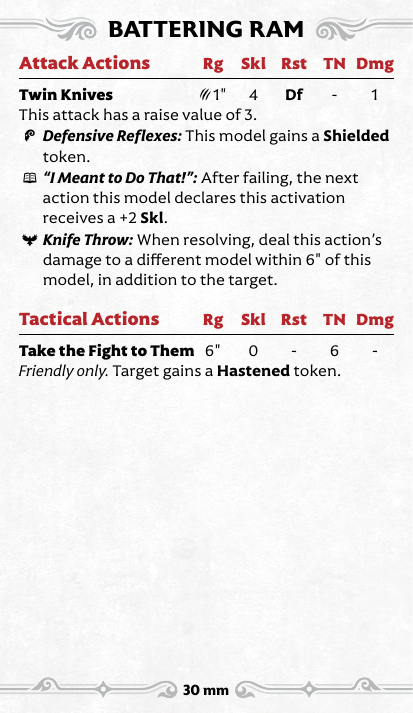 BATTERING RAM
Attack Actions Rg Skl Rst TN Dmg
Twin Knives 1" 4 Df - 1
This attack has a raise value of 3.
Defensive Reflexes: This model gains a Shielded
token.
“I Meant to Do That!”: After failing, the next
action this model declares this activation
receives a +2 Skl.
Knife Throw: When resolving, deal this action’s
damage to a different model within 6" of this
model, in addition to the target.
Tactical Actions Rg Skl Rst TN Dmg
Take the Fight to Them 6" 0 - 6 -
Friendly only. Target gains a Hastened token.
30 mm